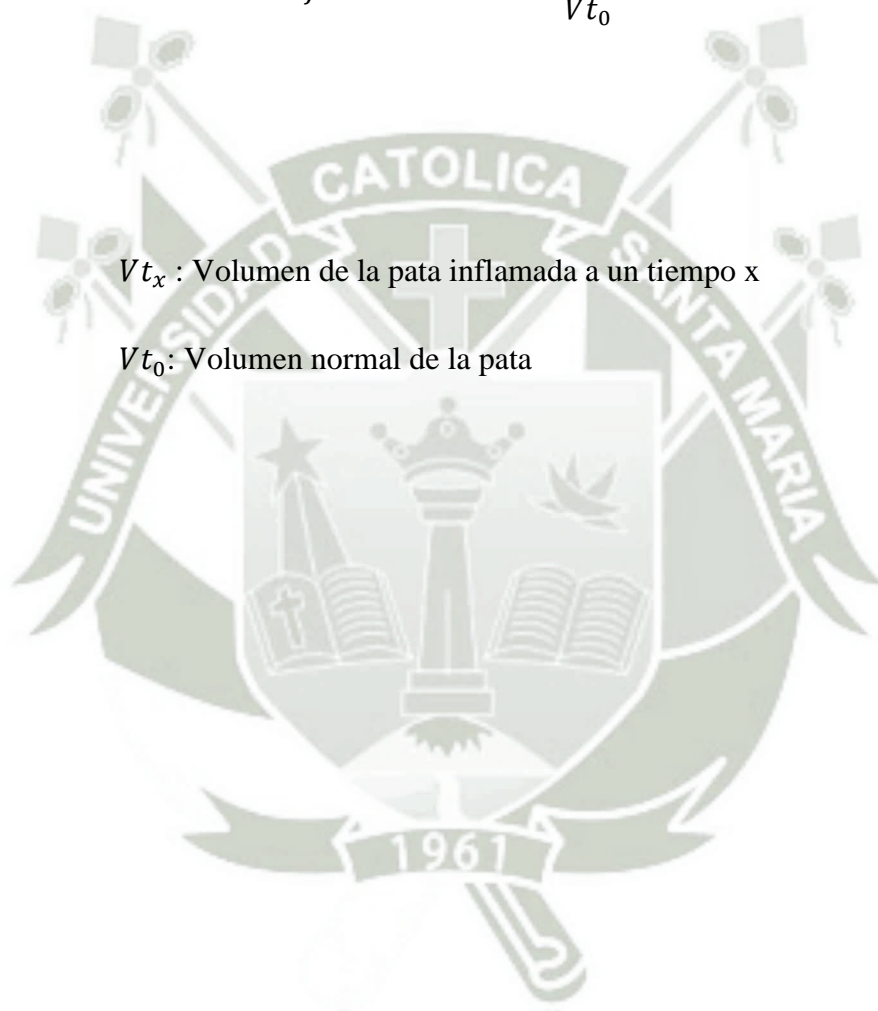 𝑉𝑡₀
CATOLICA
UNIVERSIDAD SANTA MARIA
𝑉𝑡ₓ : Volumen de la pata inflamada a un tiempo x
𝑉𝑡₀: Volumen normal de la pata
1961